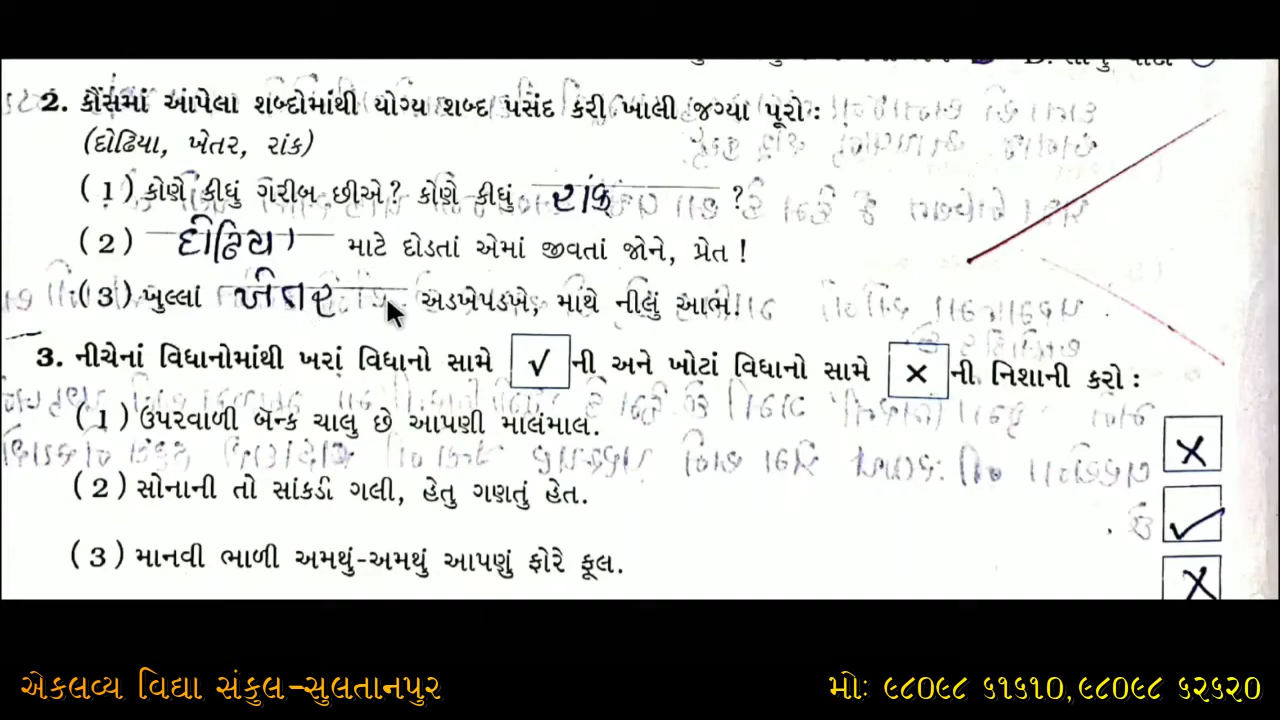 2. કૌંસમાં આપેલા શબ્દોમાંથી યોગ્ય શબ્દ પસંદ કરી ખાલી જગ્યા પૂરો :
(દોઢિયા, ખેતર, રાંક)
(1) કોણે કીધું ગરીબ છીએ? કોણે કીધું રાંક ?
(2) દોઢિયા માટે દોડતાં એમાં જીવતાં જોને, પ્રેત !
(3) ખુલ્લાં ખેતર અડખેપડખે, માથે નીલું આભ!
3. નીચેનાં વિધાનોમાંથી ખરાં વિધાનો સામે √ ની અને ખોટાં વિધાનો સામે × ની નિશાની કરો :
(1) ઉપરવાળી બૅન્ક ચાલુ છે આપણી માલંમાલ. ×
(2) સોનાની તો સાંકડી ગલી, હેતુ ગણતું હેત. ✓
(3) માનવી ભાળી અમથું-અમથું આપણું ફોરે ફૂલ. ×
એકલવ્ય વિદ્યા સંકુલ -સુલતાનપુર
મોઃ ૯૮૦૯૮ ૬૧૬૧૦, ૯૮૦૯૮ ૬૨૬૨૦